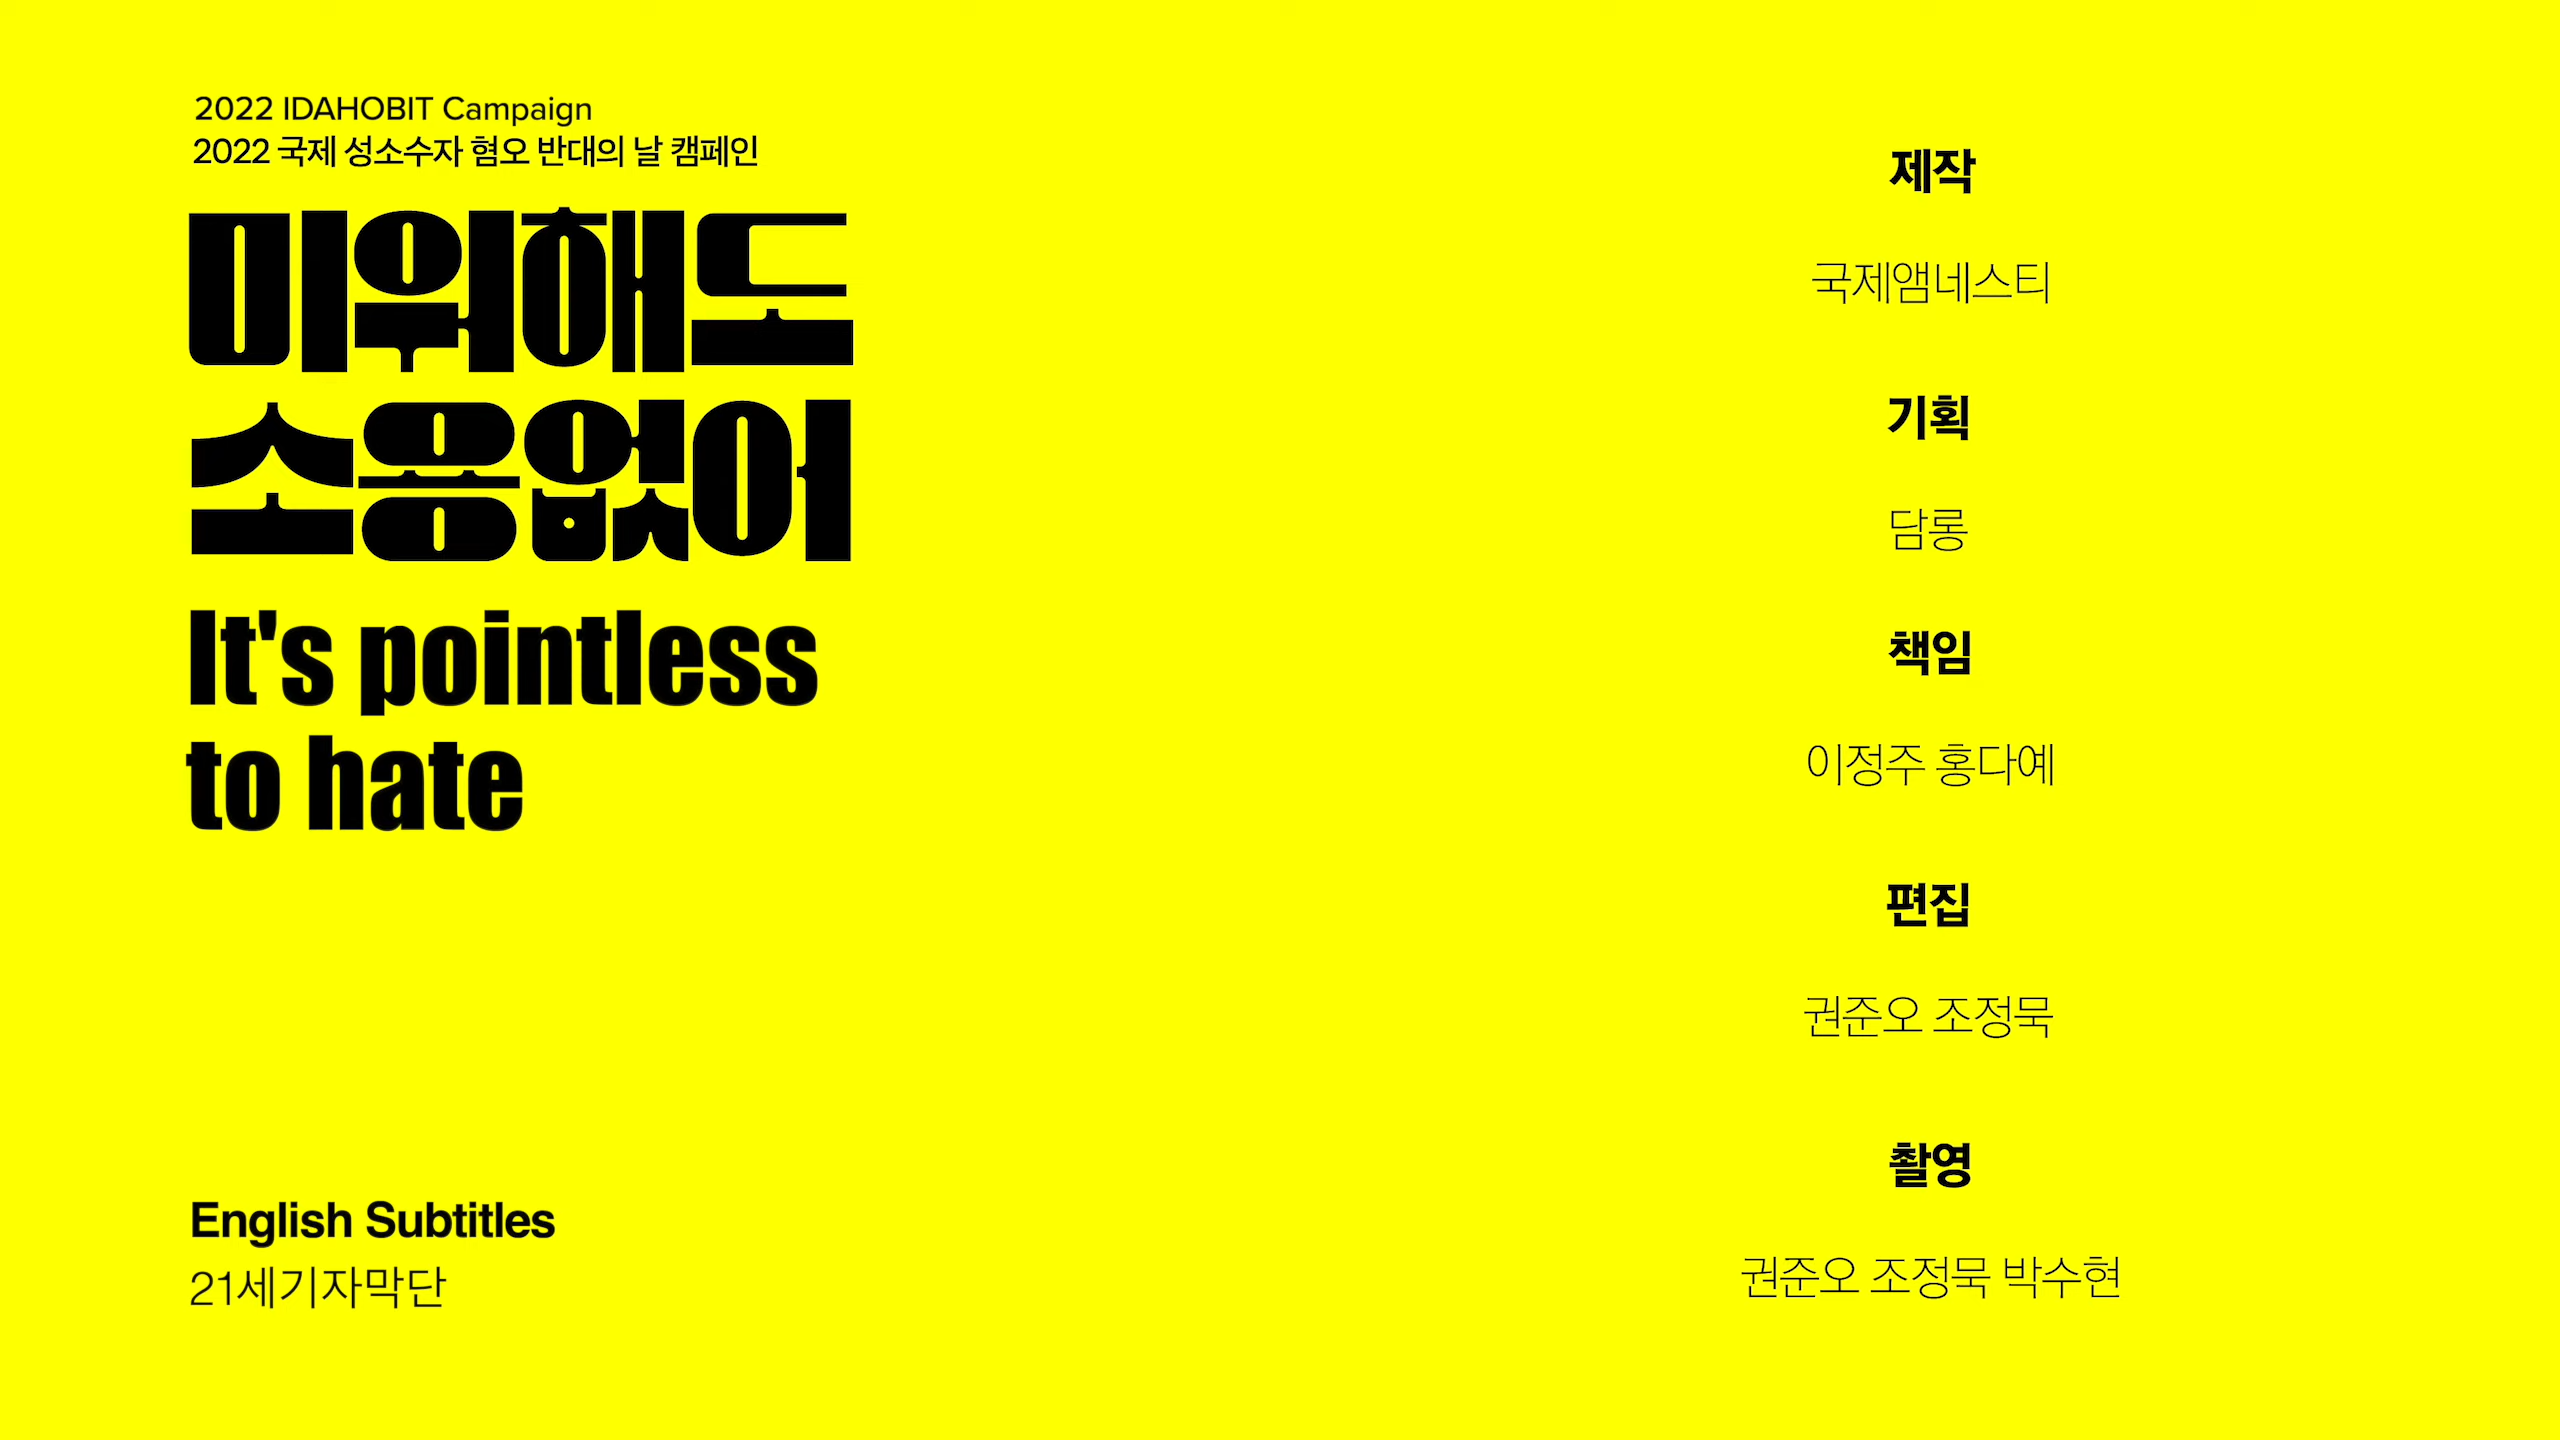 2022 IDAHOBIT Campaign
2022 국제 성소수자 혐오 반대의 날 캠페인
미워해도
소용없어
It's pointless
to hate
English Subtitles
21세기자막단
제작
국제앰네스티
기획
담롱
책임
이정주 홍다예
편집
권준오 조정묵
촬영
권준오 조정묵 박수현